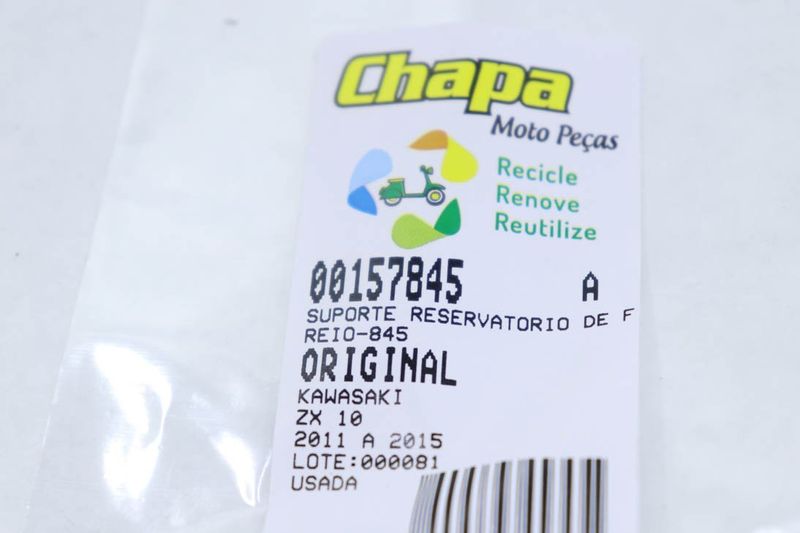 Chapa
Moto Peças
Recicle
Renove
Reutilize
00157845 A
SUPORTE RESERVATORIO DE F
REIO-845
ORIGINAL
KAWASAKI
ZX 10
2011 A 2015
LOTE:000081
USADA